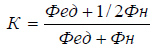 К = (Фед + 1/2Фн) / (Фед + Фн)